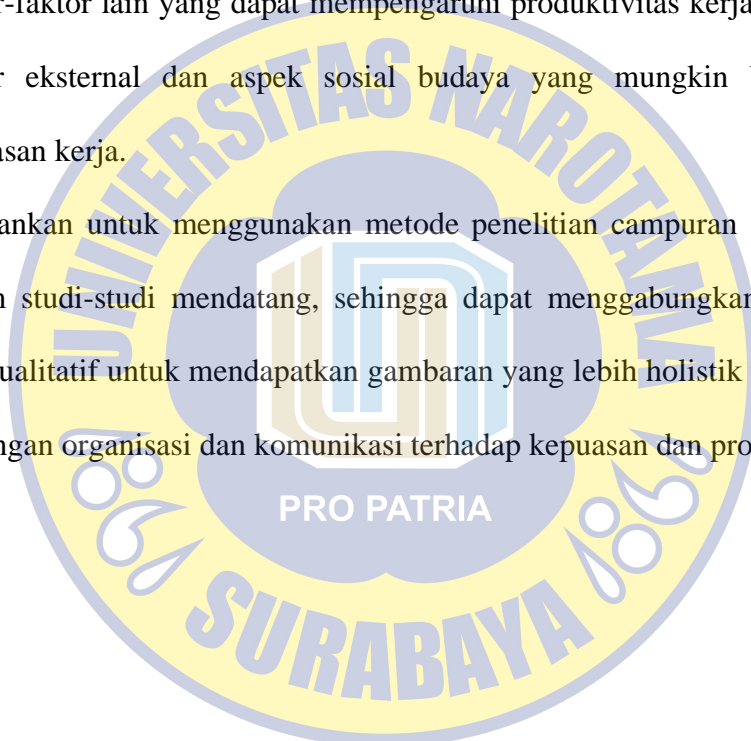 r-faktor lain yang dapat mempengaruhi produktivitas kerja
r eksternal dan aspek sosial budaya yang mungkin
asan kerja.
ankan untuk menggunakan metode penelitian campuran
n studi-studi mendatang, sehingga dapat menggabungkan
ualitatif untuk mendapatkan gambaran yang lebih holistik
ngan organisasi dan komunikasi terhadap kepuasan dan pro
UNIVERSITAS NAROTAMA
PRO PATRIA
SURABAYA